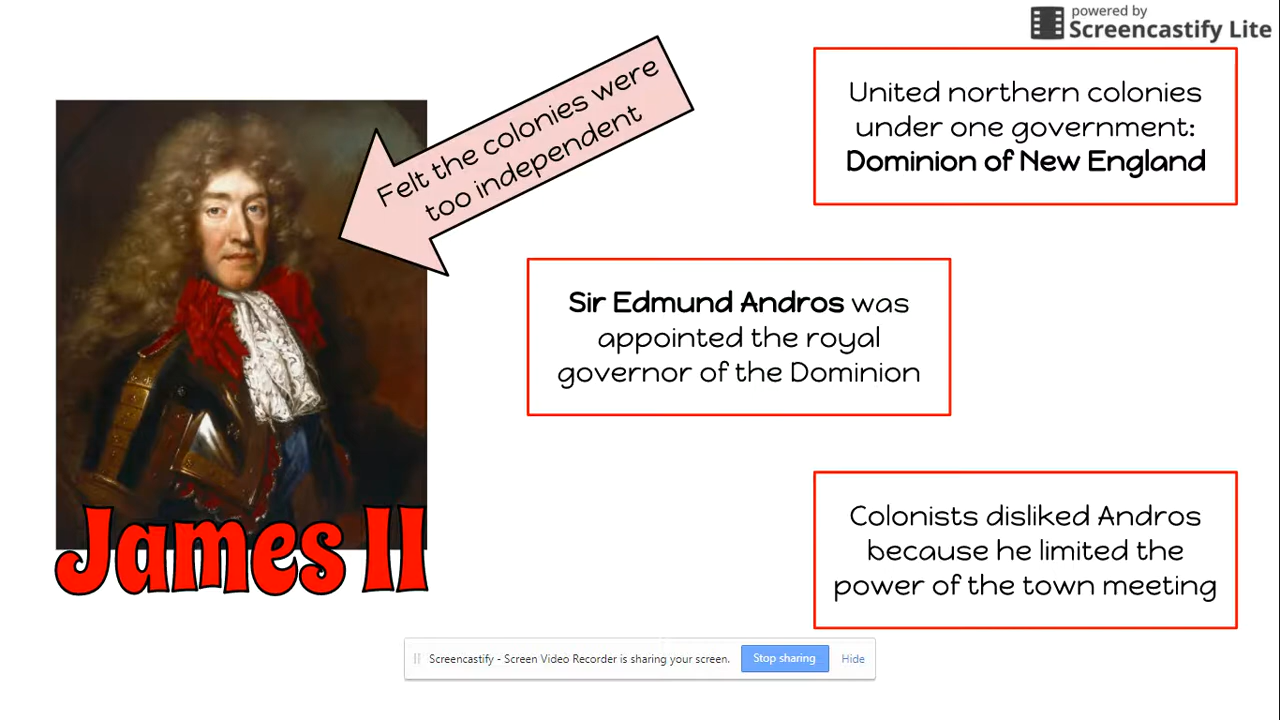 powered by
Screencastify Lite
Felt the colonies were
too independent
United northern colonies
under one government:
Dominion of New England
Sir Edmund Andros was
appointed the royal
governor of the Dominion
Colonists disliked Andros
because he limited the
power of the town meeting
James II
Screencastify - Screen Video Recorder is sharing your screen.
Stop sharing
Hide